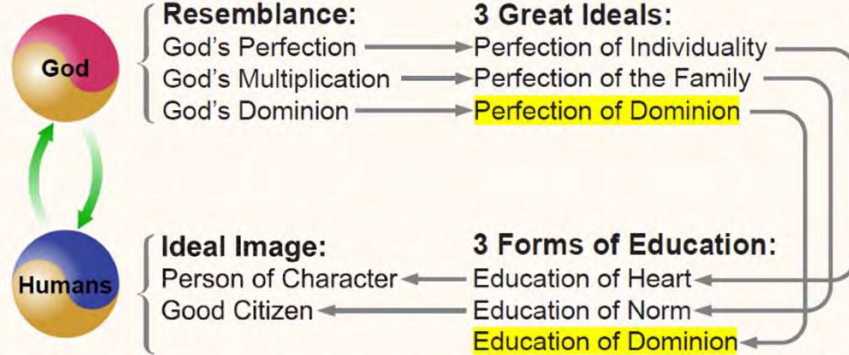 God
Resemblance:
God's Perfection
God's Multiplication
God's Dominion
3 Great Ideals:
Perfection of Individuality
Perfection of the Family
Perfection of Dominion
Humans
Ideal Image:
Person of Character
Good Citizen
3 Forms of Education:
Education of Heart
Education of Norm
Education of Dominion